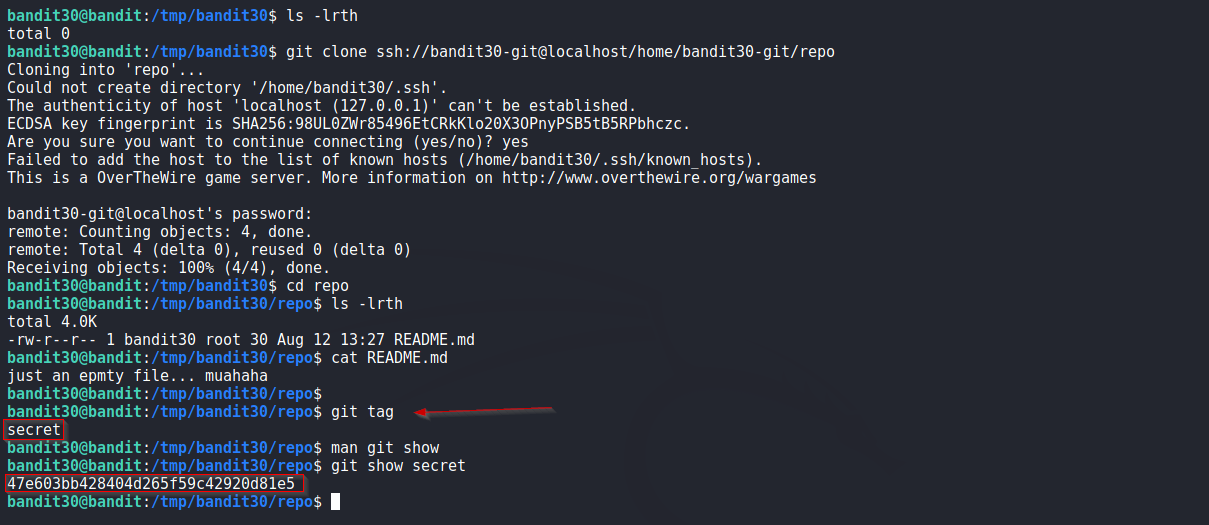 bandit30@bandit:/tmp/bandit30$ ls -lrth
total 0
bandit30@bandit:/tmp/bandit30$ git clone ssh://bandit30-git@localhost/home/bandit30-git/repo
Cloning into 'repo'...
Could not create directory '/home/bandit30/.ssh'.
The authenticity of host 'localhost (127.0.0.1)' can't be established.
ECDSA key fingerprint is SHA256:98UL0ZWr85496EtCRkKlo20X3OPnyPSB5tB5RPbhczc.
Are you sure you want to continue connecting (yes/no)? yes
Failed to add the host to the list of known hosts (/home/bandit30/.ssh/known_hosts).
This is a OverTheWire game server. More information on http://www.overthewire.org/wargames
bandit30-git@localhost's password:
remote: Counting objects: 4, done.
remote: Total 4 (delta 0), reused 0 (delta 0)
Receiving objects: 100% (4/4), done.
bandit30@bandit:/tmp/bandit30$ cd repo
bandit30@bandit:/tmp/bandit30/repo$ ls -lrth
total 4.0K
-rw-r--r-- 1 bandit30 root 30 Aug 12 13:27 README.md
bandit30@bandit:/tmp/bandit30/repo$ cat README.md
just an epmty file... muahaha
bandit30@bandit:/tmp/bandit30/repo$
bandit30@bandit:/tmp/bandit30/repo$ git tag
secret
bandit30@bandit:/tmp/bandit30/repo$ man git show
bandit30@bandit:/tmp/bandit30/repo$ git show secret
47e603bb428404d265f59c42920d81e5
bandit30@bandit:/tmp/bandit30/repo$